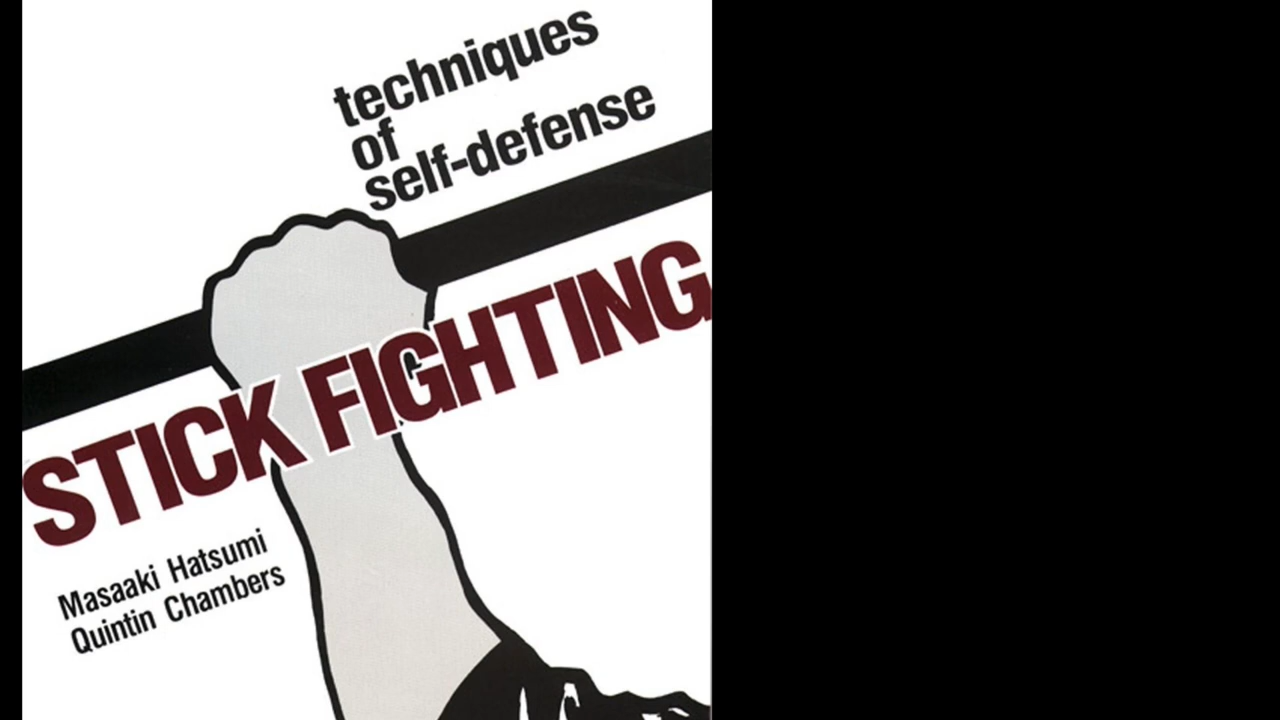 techniques
of
self-defense
STICK FIGHTING
Masaaki Hatsumi
Quintin Chambers